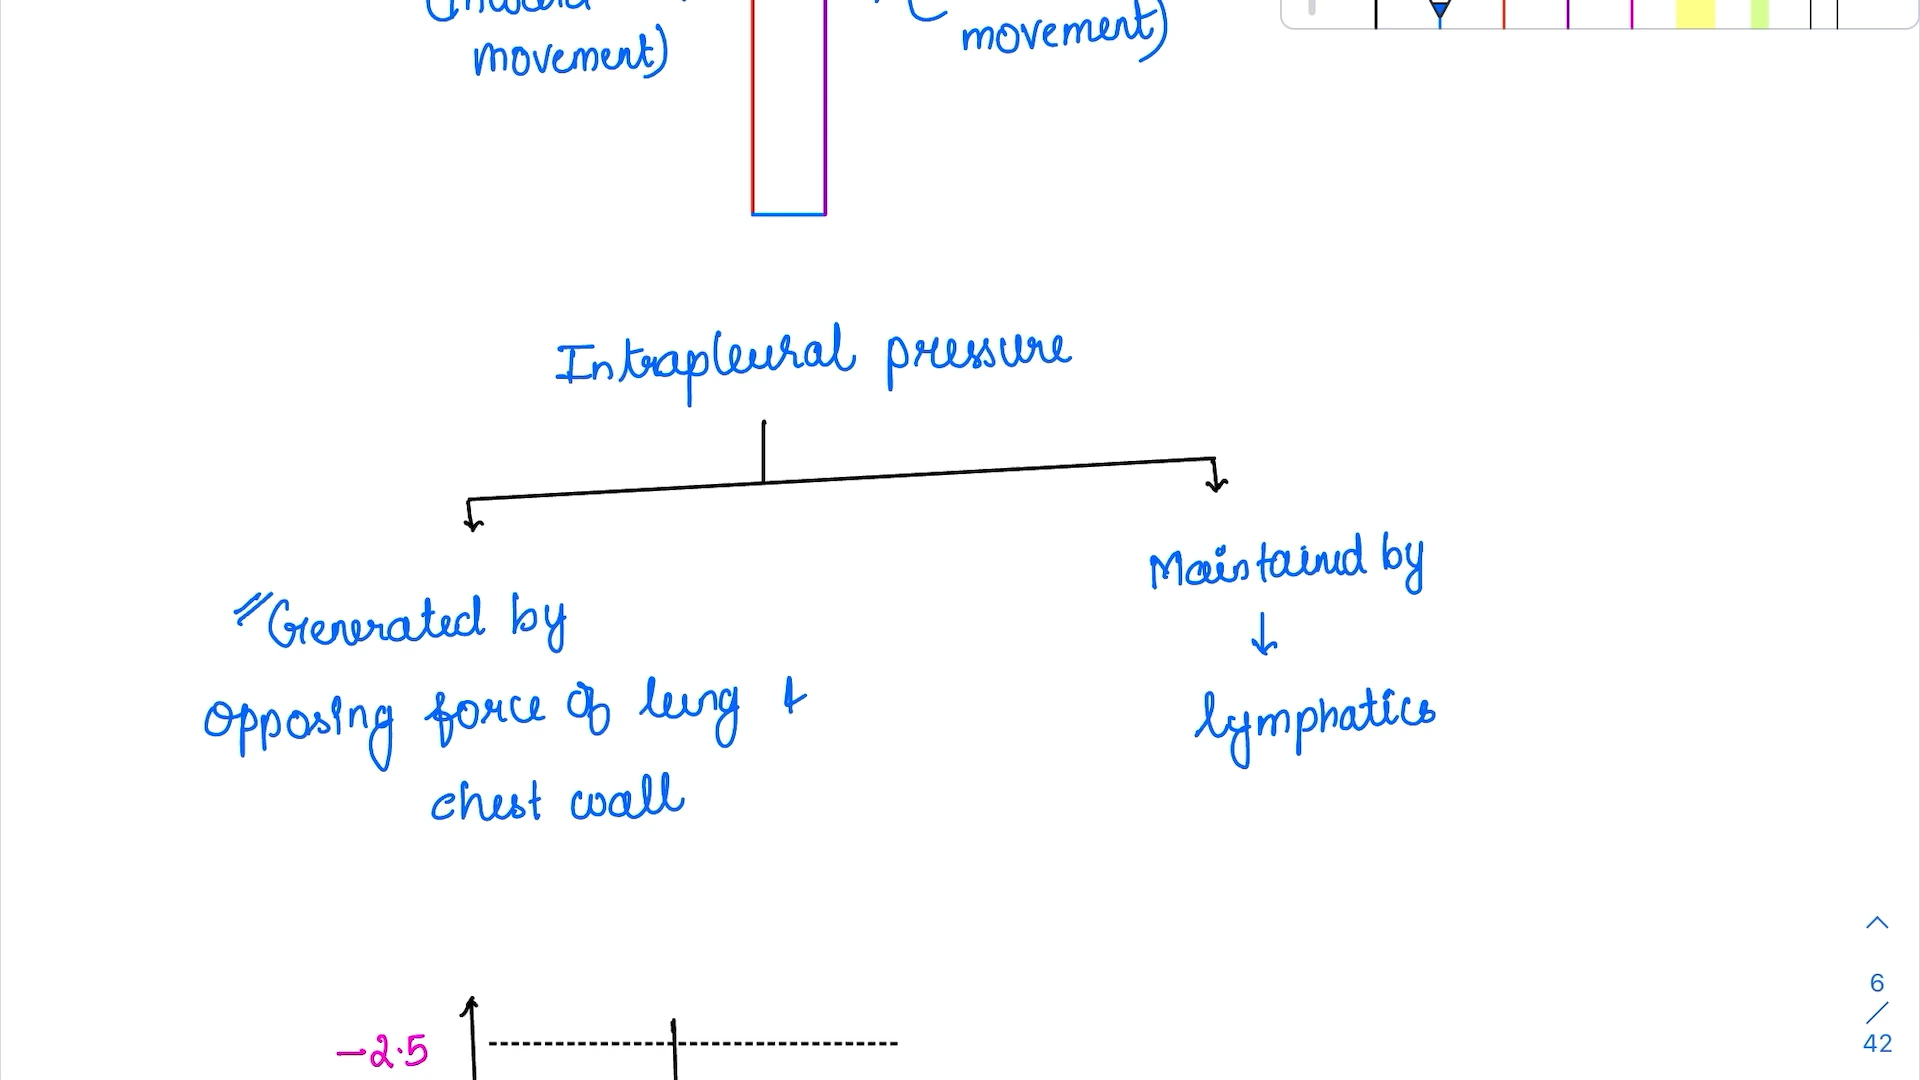 (Inward
movement)
movement)
Intrapleural pressure
Generated by
opposing force of lung +
chest wall
Maintained by
lymphatics
-2.5
6
/
42